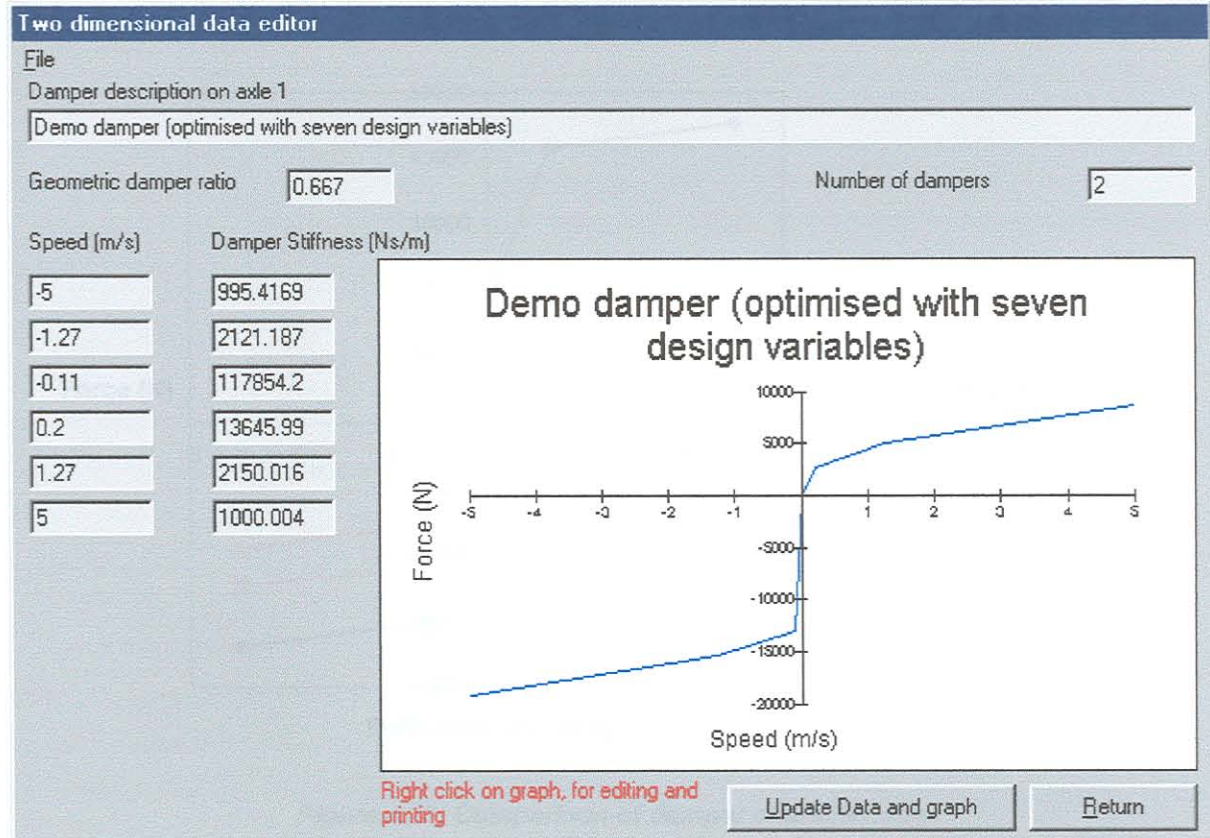 Two dimensional data editor
File
Damper description on axle 1
Demo damper (optimised with seven design variables)
Geometric damper ratio 0.667 Number of dampers 2
Speed (m/s) Damper Stiffness (Ns/m)
-5 995.4169
-1.27 2121.187
-0.11 117854.2
0.2 13645.99
1.27 2150.016
5 1000.004
Demo damper (optimised with seven
design variables)
10000
5000
-5 -4 -3 -2 -1 1 2 3 4 5
-5000
-10000
-15000
-20000
Force (N)
Speed (m/s)
Right click on graph, for editing and
printing
Update Data and graph Return